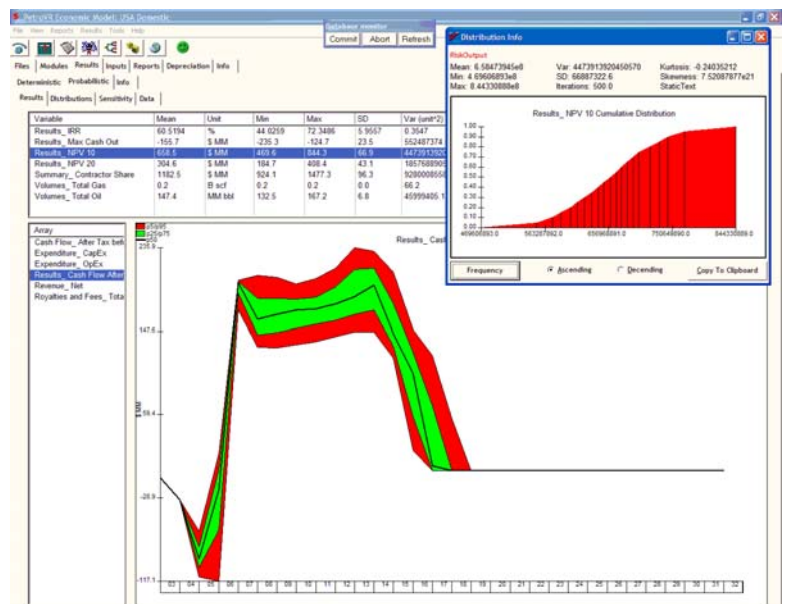 PetroVR Economic Model: USA Domestic
File View Reports Results Tools Help
Database monitor
Commit Abort Refresh
Files Modules Results Inputs Reports Depreciation Info
Deterministic Probabilistic Info
Results Distributions Sensitivity Data
Variable Mean Unit Min Max SD Var (unit^2)
Results_ IRR 60.5194 % 44.0259 72.3486 5.9557 0.3547
Results_ Max Cash Out -155.7 $ MM -235.3 -124.7 23.5 552487374
Results_ NPV 10 658.5 $ MM 469.6 844.3 66.9 4473913920
Results_ NPV 20 304.6 $ MM 184.7 408.4 43.1 1857688905
Summary_ Contractor Share 1182.5 $ MM 924.1 1477.3 96.3 9280008558
Volumes_ Total Gas 0.2 B scf 0.2 0.2 0.0 66.2
Volumes_ Total Oil 147.4 MM bbl 132.5 167.2 6.8 45999405.1
Distribution Info
RiskOutput
Mean: 6.58473945e8 Var: 4473913920450570 Kurtosis: -0.24035212
Min: 4.69606893e8 SD: 66887322.6 Skewness: 7.52087877e21
Max: 8.44330888e8 Iterations: 500.0 StaticText
Results_ NPV 10 Cumulative Distribution
1.00
0.90
0.80
0.70
0.60
0.50
0.40
0.30
0.20
0.10
0.00
469606893.0 563287892.0 656968891.0 750649890.0 844330889.0
Frequency Ascending Decending Copy To Clipboard
Array
Cash Flow_ After Tax bef
Expenditure_ CapEx
Expenditure_ OpEx
Results_ Cash Flow After
Revenue_ Net
Royalties and Fees_ Tota
p5/p95
p25/p75
p50
Results_ Cas
235.9
147.6
59.4
-28.9
-117.1
03 04 05 06 07 08 09 10 11 12 13 14 15 16 17 18 19 20 21 22 23 24 25 26 27 28 29 30 31 32